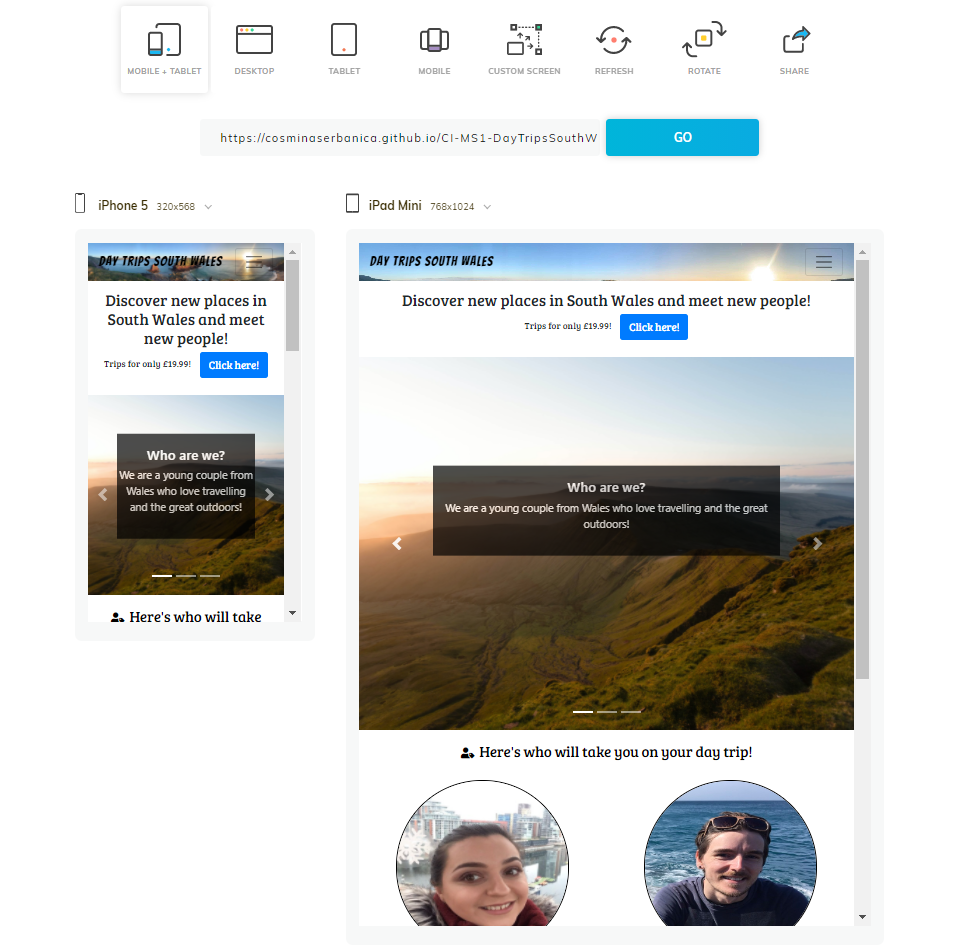 MOBILE + TABLET
DESKTOP
TABLET
MOBILE
CUSTOM SCREEN
REFRESH
ROTATE
SHARE
https://cosminaserbanica.github.io/CI-MS1-DayTripsSouthW
GO
iPhone 5 320x568
DAY TRIPS SOUTH WALES
Discover new places in
South Wales and meet
new people!
Trips for only £19.99!
Click here!
Who are we?
We are a young couple from
Wales who love travelling
and the great outdoors!
Here's who will take
iPad Mini 768x1024
DAY TRIPS SOUTH WALES
Discover new places in South Wales and meet new people!
Trips for only £19.99!
Click here!
Who are we?
We are a young couple from Wales who love travelling and the great
outdoors!
Here's who will take you on your day trip!